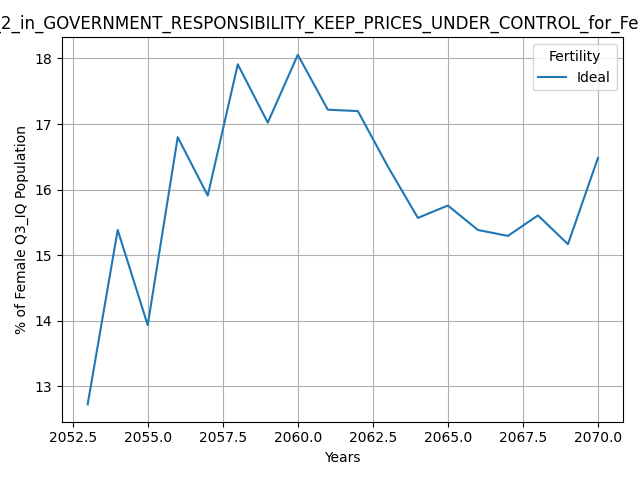 _2_in_GOVERNMENT_RESPONSIBILITY_KEEP_PRICES_UNDER_CONTROL_for_Fe
Fertility
Ideal
% of Female Q3_IQ Population
18
17
16
15
14
13
2052.5 2055.0 2057.5 2060.0 2062.5 2065.0 2067.5 2070.0
Years